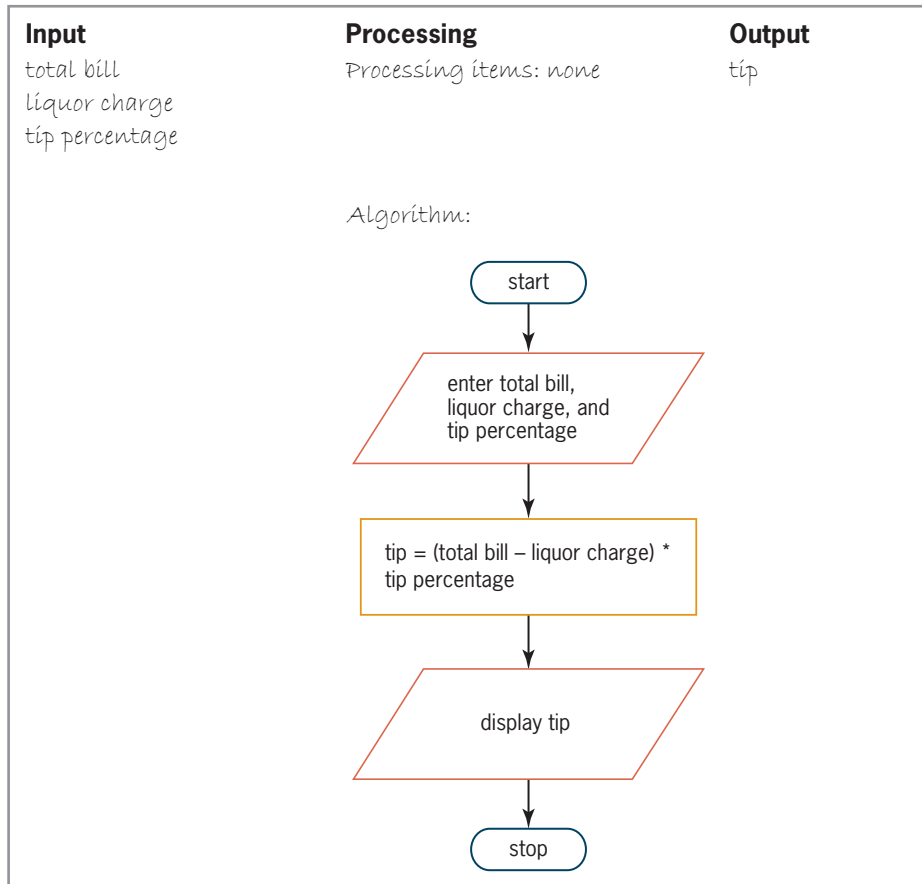 Input
total bill
liquor charge
tip percentage
Processing
Processing items: none
Algorithm:
Output
tip
start
enter total bill,
liquor charge, and
tip percentage
tip = (total bill – liquor charge) *
tip percentage
display tip
stop